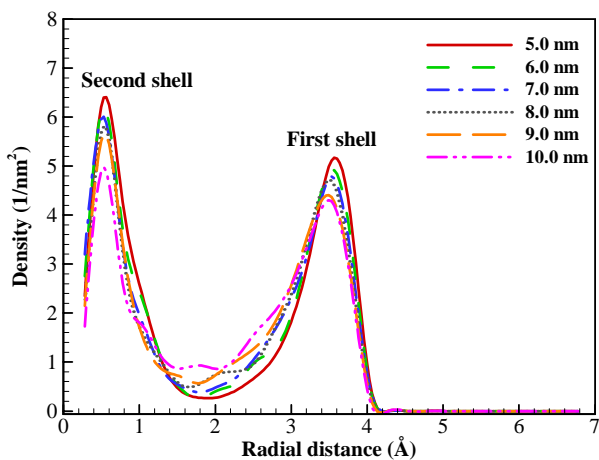 8
7
6
5
4
3
2
1
0
Density (1/nm²)
Second shell
First shell
5.0 nm
6.0 nm
7.0 nm
8.0 nm
9.0 nm
10.0 nm
0 1 2 3 4 5 6 7
Radial distance (Å)